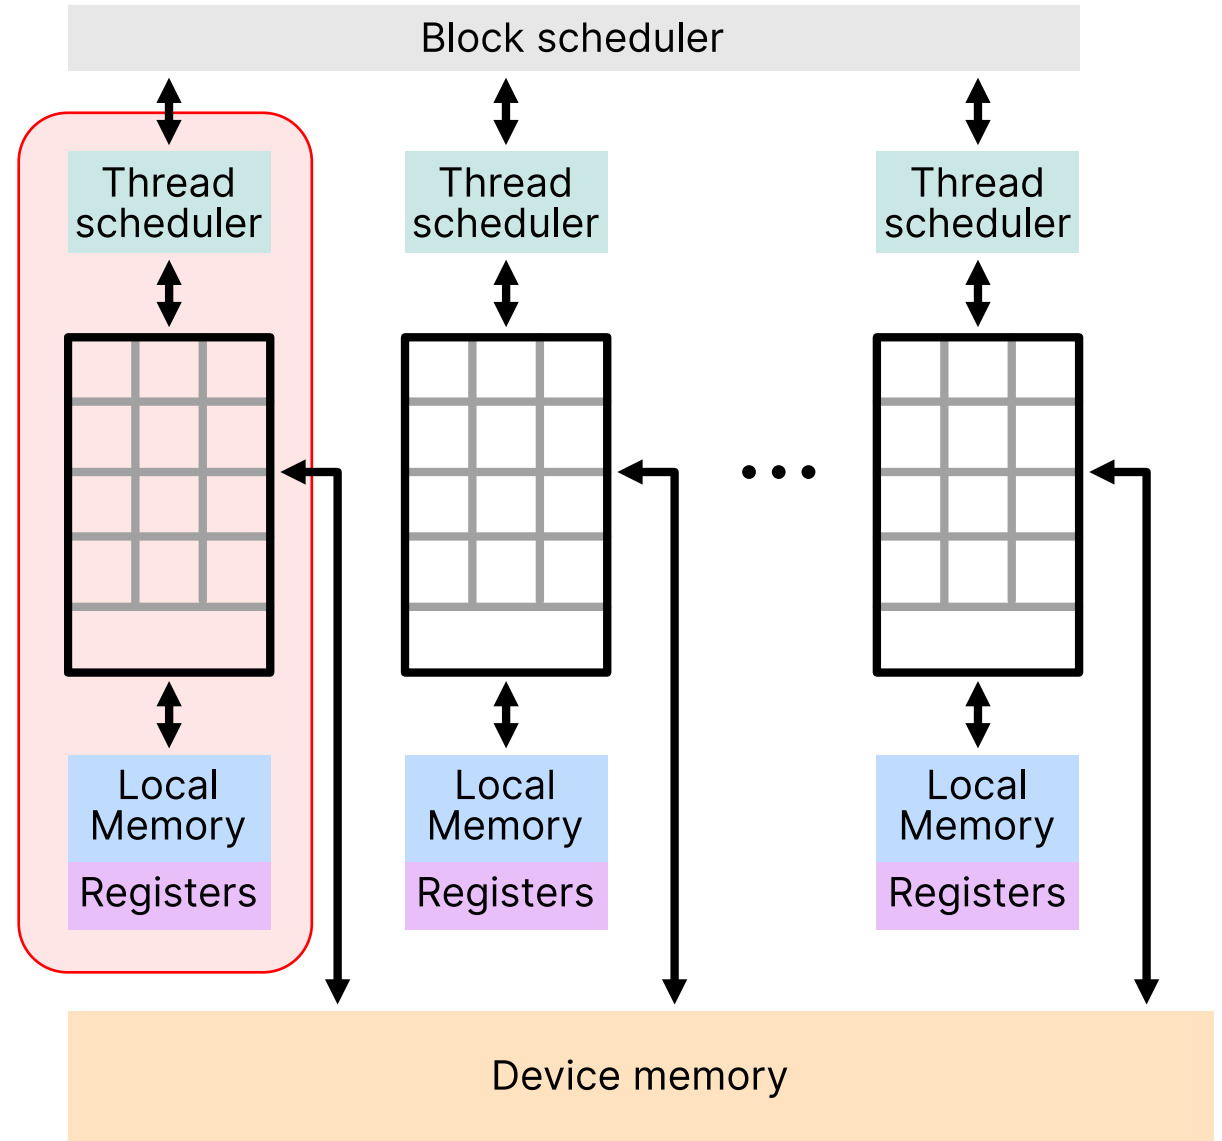 Block scheduler
Thread
scheduler
Thread
scheduler
Thread
scheduler
Local
Memory
Registers
Local
Memory
Registers
Local
Memory
Registers
Device memory